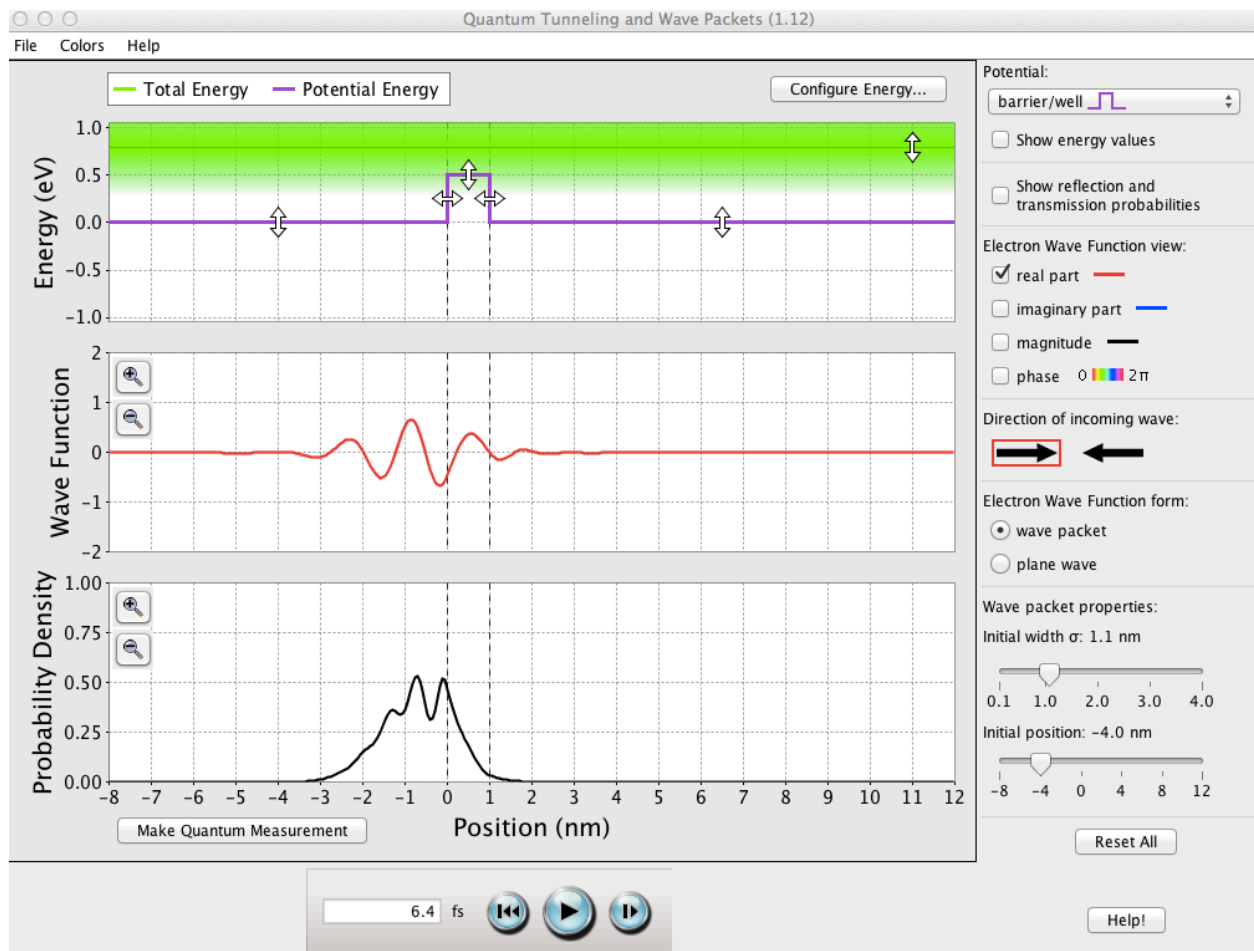 Quantum Tunneling and Wave Packets (1.12)
File Colors Help
Total Energy Potential Energy
Configure Energy...
Energy (eV)
1.0
0.5
0.0
−0.5
−1.0
Wave Function
2
1
0
−1
−2
Probability Density
1.00
0.75
0.50
0.25
0.00
-8 -7 -6 -5 -4 -3 -2 -1 0 1 2 3 4 5 6 7 8 9 10 11 12
Position (nm)
Make Quantum Measurement
6.4 fs
Potential:
barrier/well
Show energy values
Show reflection and
transmission probabilities
Electron Wave Function view:
real part
imaginary part
magnitude
phase 0 2π
Direction of incoming wave:
Electron Wave Function form:
wave packet
plane wave
Wave packet properties:
Initial width σ: 1.1 nm
0.1 1.0 2.0 3.0 4.0
Initial position: −4.0 nm
-8 -4 0 4 8 12
Reset All
Help!